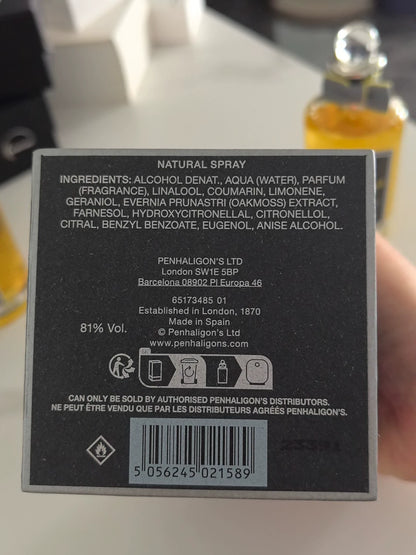 NATURAL SPRAY
INGREDIENTS: ALCOHOL DENAT., AQUA (WATER), PARFUM
(FRAGRANCE), LINALOOL, COUMARIN, LIMONENE,
GERANIOL, EVERNIA PRUNASTRI (OAKMOSS) EXTRACT,
FARNESOL, HYDROXYCITRONELLAL, CITRONELLOL,
CITRAL, BENZYL BENZOATE, EUGENOL, ANISE ALCOHOL.
PENHALIGON'S LTD
London SW1E 5BP
Barcelona 08902 Pl Europa 46
65173485 01
Established in London, 1870
Made in Spain
81% Vol.
© Penhaligon's Ltd
www.penhaligons.com
CAN ONLY BE SOLD BY AUTHORISED PENHALIGON'S DISTRIBUTORS.
NE PEUT ÊTRE VENDU QUE PAR LES DISTRIBUTEURS AGRÉÉS PENHALIGON'S.
5 056245 021589